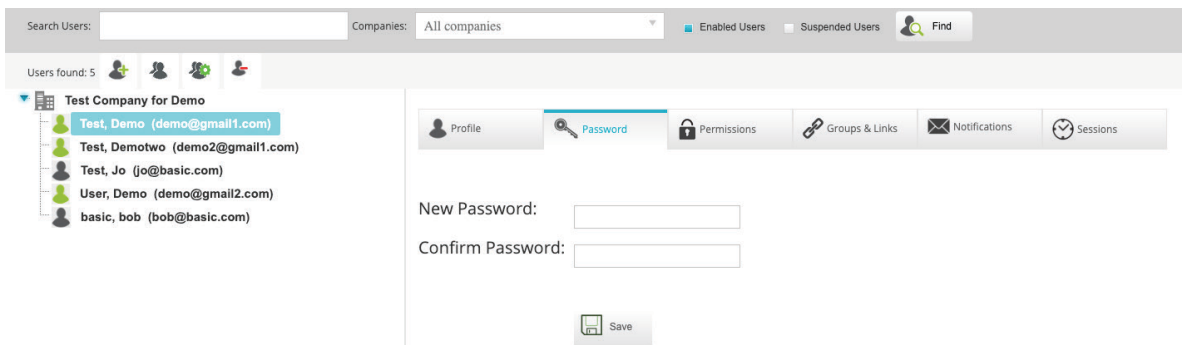 Search Users: Companies: All companies Enabled Users Suspended Users Find
Users found: 5
Test Company for Demo
Test, Demo (demo@gmail1.com)
Test, Demotwo (demo2@gmail1.com)
Test, Jo (jo@basic.com)
User, Demo (demo@gmail2.com)
basic, bob (bob@basic.com)
Profile Password Permissions Groups & Links Notifications Sessions
New Password:
Confirm Password:
Save